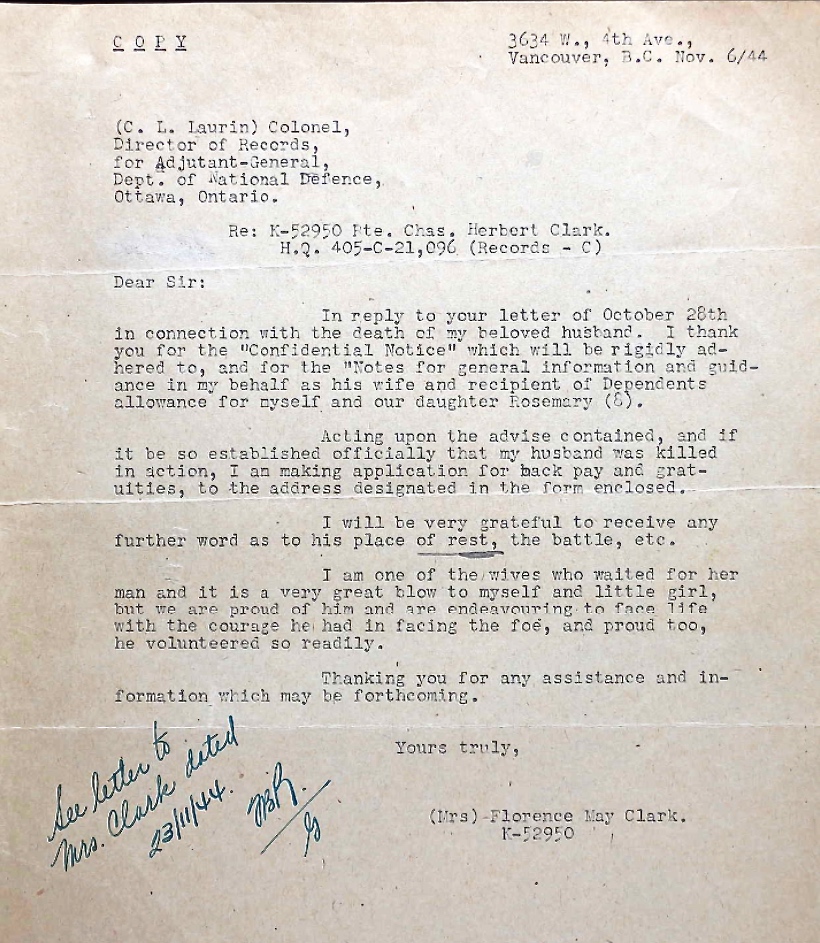 COPY
3634 W., 4th Ave.,
Vancouver, B.C. Nov. 6/44
(C. L. Laurin) Colonel,
Director of Records,
for Adjutant-General,
Dept. of National Defence,
Ottawa, Ontario.
Re: K-52950 Pte. Chas. Herbert Clark.
H.Q. 405-C-21,096 (Records - C)
Dear Sir:
In reply to your letter of October 28th
in connection with the death of my beloved husband. I thank
you for the "Confidential Notice" which will be rigidly ad-
hered to, and for the "Notes for general information and guid-
ance in my behalf as his wife and recipient of Dependents
allowance for myself and our daughter Rosemary (8).
Acting upon the advise contained, and if
it be so established officially that my husband was killed
in action, I am making application for back pay and grat-
uities, to the address designated in the form enclosed.
I will be very grateful to receive any
further word as to his place of rest, the battle, etc.
I am one of the wives who waited for her
man and it is a very great blow to myself and little girl,
but we are proud of him and are endeavouring to face life
with the courage he had in facing the foe, and proud too,
he volunteered so readily.
Thanking you for any assistance and in-
formation which may be forthcoming.
Yours truly,
(Mrs) Florence May Clark.
K-52950
See letter to
Mrs. Clark dated
23/11/44.